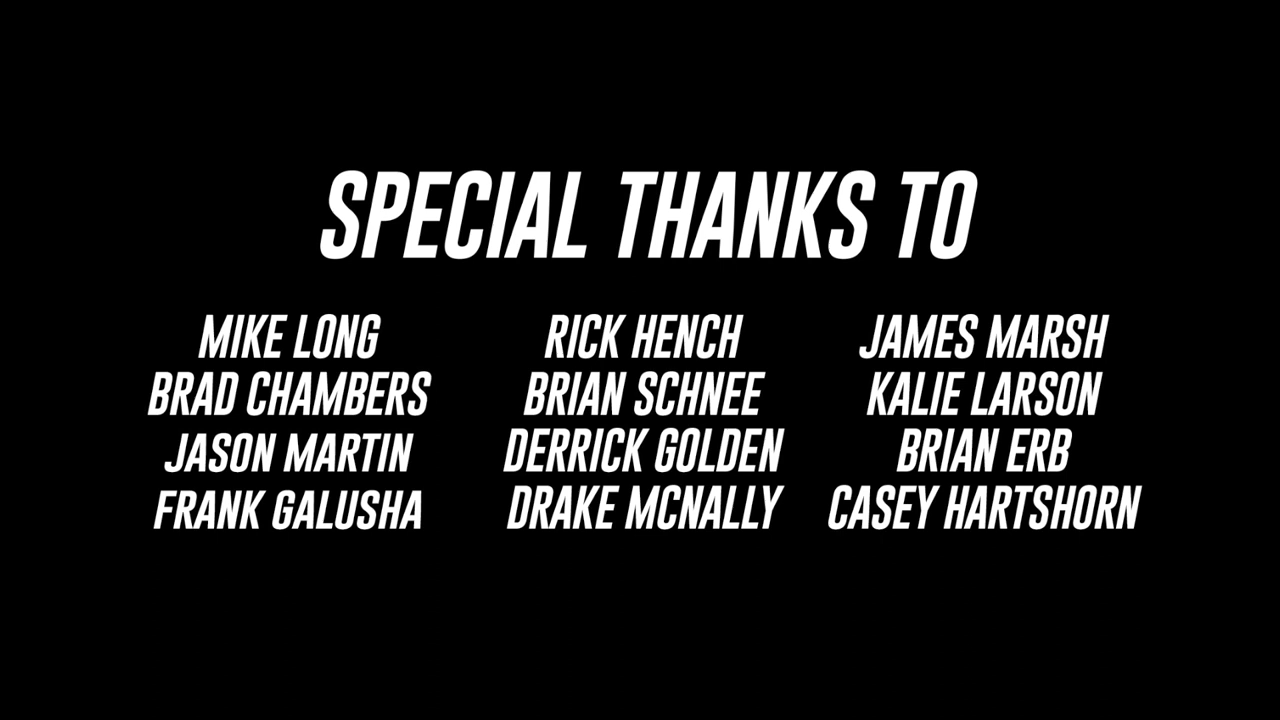 SPECIAL THANKS TO
MIKE LONG
BRAD CHAMBERS
JASON MARTIN
FRANK GALUSHA
RICK HENCH
BRIAN SCHNEE
DERRICK GOLDEN
DRAKE MCNALLY
JAMES MARSH
KALIE LARSON
BRIAN ERB
CASEY HARTSHORN